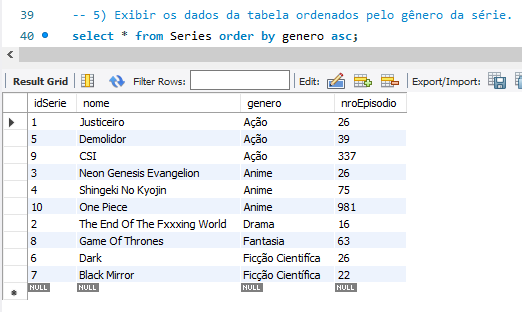 39 -- 5) Exibir os dados da tabela ordenados pelo gênero da série.
40 select * from Series order by genero asc;
Result Grid Filter Rows: Edit: Export/Import:
idSerie nome genero nroEpisodio
1 Justiceiro Ação 26
5 Demolidor Ação 39
9 CSI Ação 337
3 Neon Genesis Evangelion Anime 26
4 Shingeki No Kyojin Anime 75
10 One Piece Anime 981
2 The End Of The Fxxxing World Drama 16
8 Game Of Thrones Fantasia 63
6 Dark Ficção Científica 26
7 Black Mirror Ficção Científica 22
NULL NULL NULL NULL